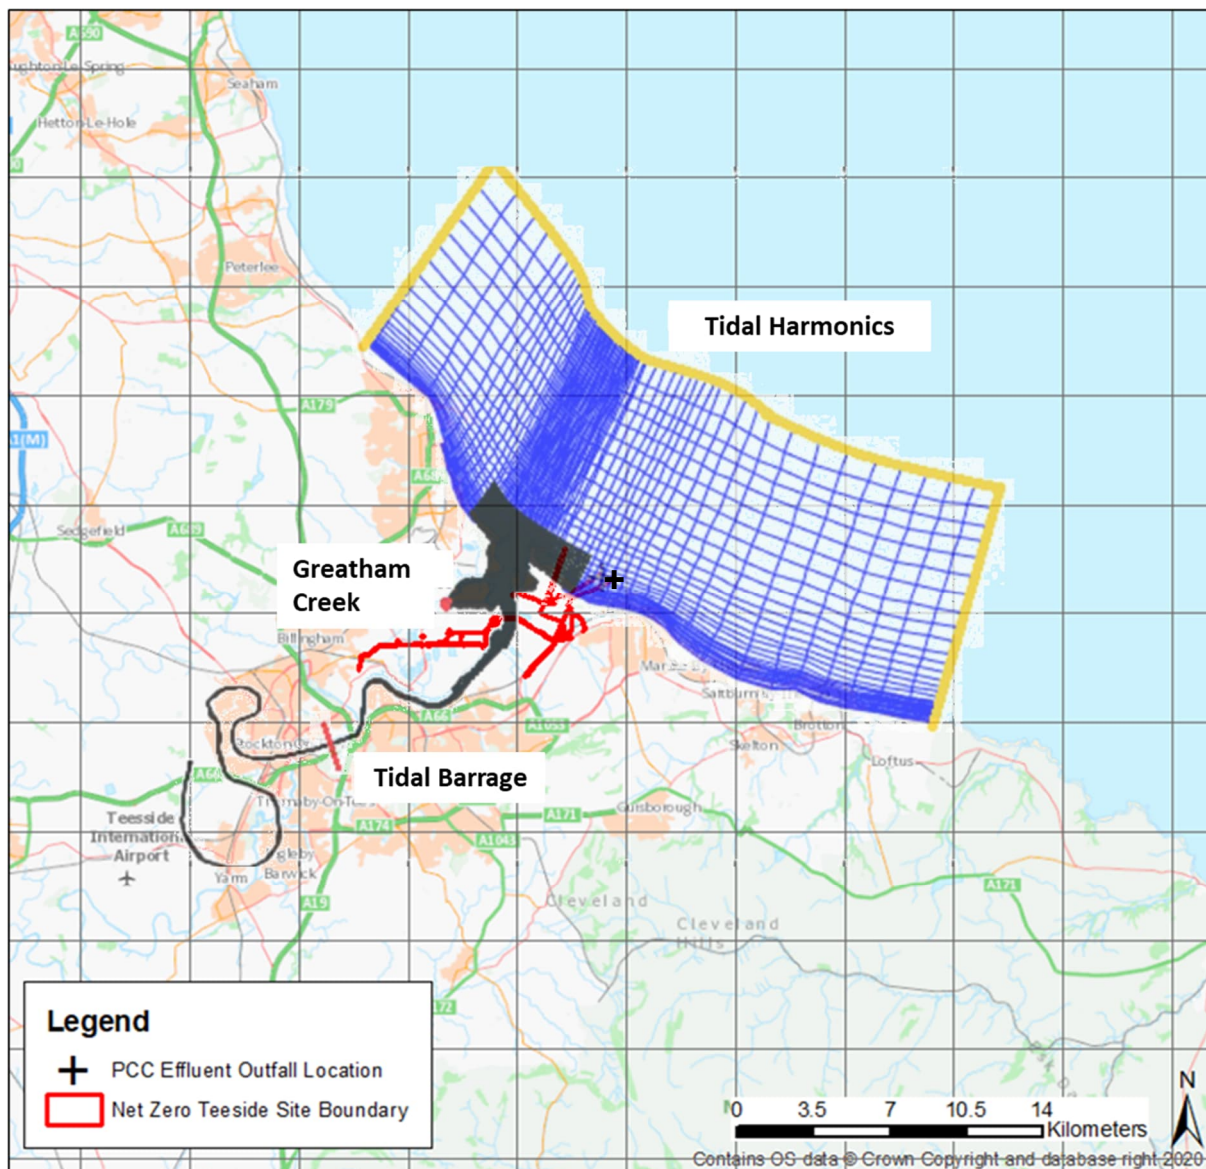 A690
Seaham
Hetton-Le-Hole
Peterlee
Tidal Harmonics
A179
A1(M)
Sedgefield
A689
Greatham
Creek
Billingham
Saltburn
A66
A1053
Skelton
Brotton
Loftus
Tidal Barrage
Guisborough
A171
A174
A1043
Teesside
International
Airport
Ingleby
Barwick
Yarm
A171
A19
Cleveland
Cleveland
Hills
Legend
PCC Effluent Outfall Location
Net Zero Teeside Site Boundary
N
0 3.5 7 10.5 14
Kilometers
Contains OS data © Crown Copyright and database right 2020